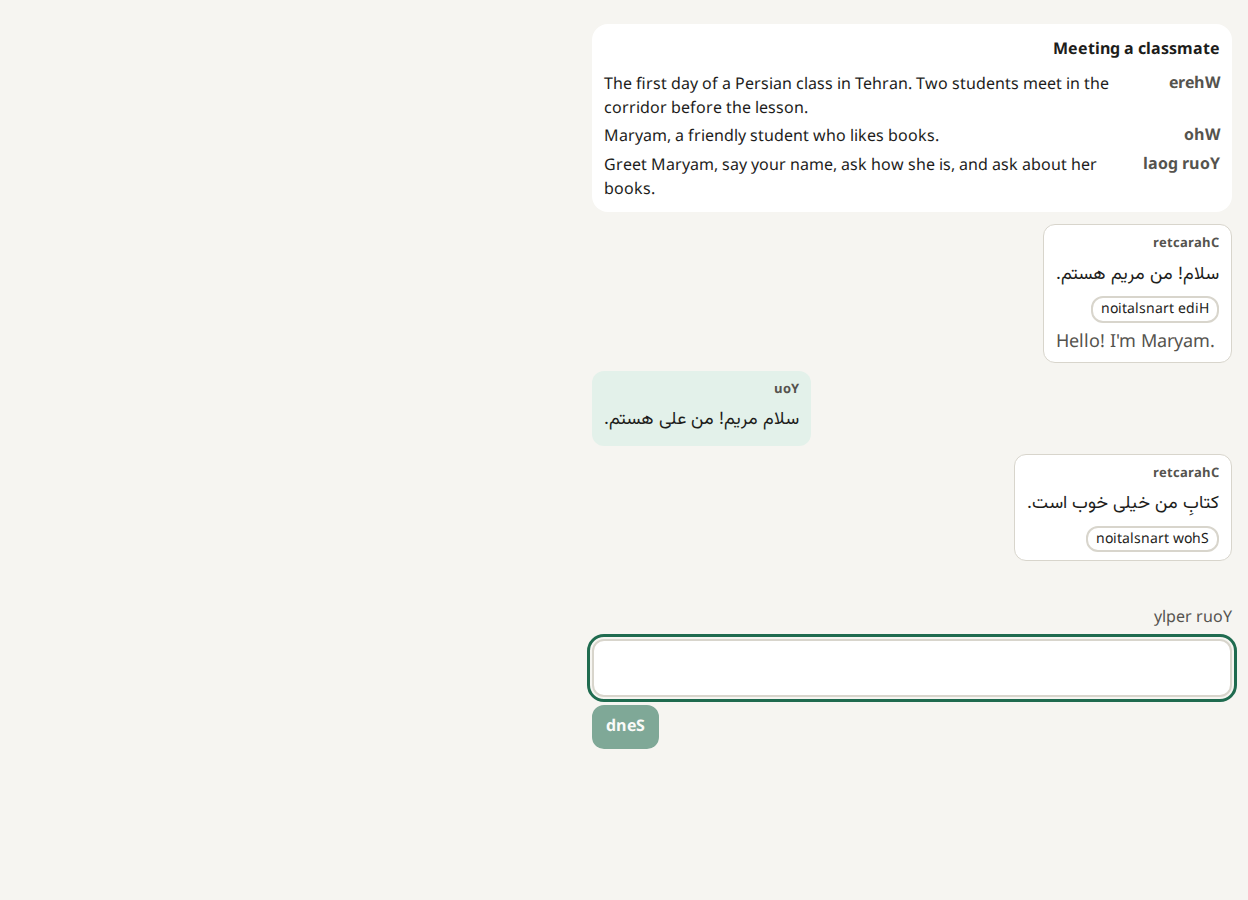 Meeting a classmate
erehW
The first day of a Persian class in Tehran. Two students meet in the
corridor before the lesson.
ohW
Maryam, a friendly student who likes books.
laog ruoY
Greet Maryam, say your name, ask how she is, and ask about her
books.
retcarahC
سلام! من مریم هستم.
noitalsnart ediH
Hello! I'm Maryam.
uoY
سلام مریم! من علی هستم.
retcarahC
کتابِ من خیلی خوب است.
noitalsnart wohS
ylper ruoY
dneS